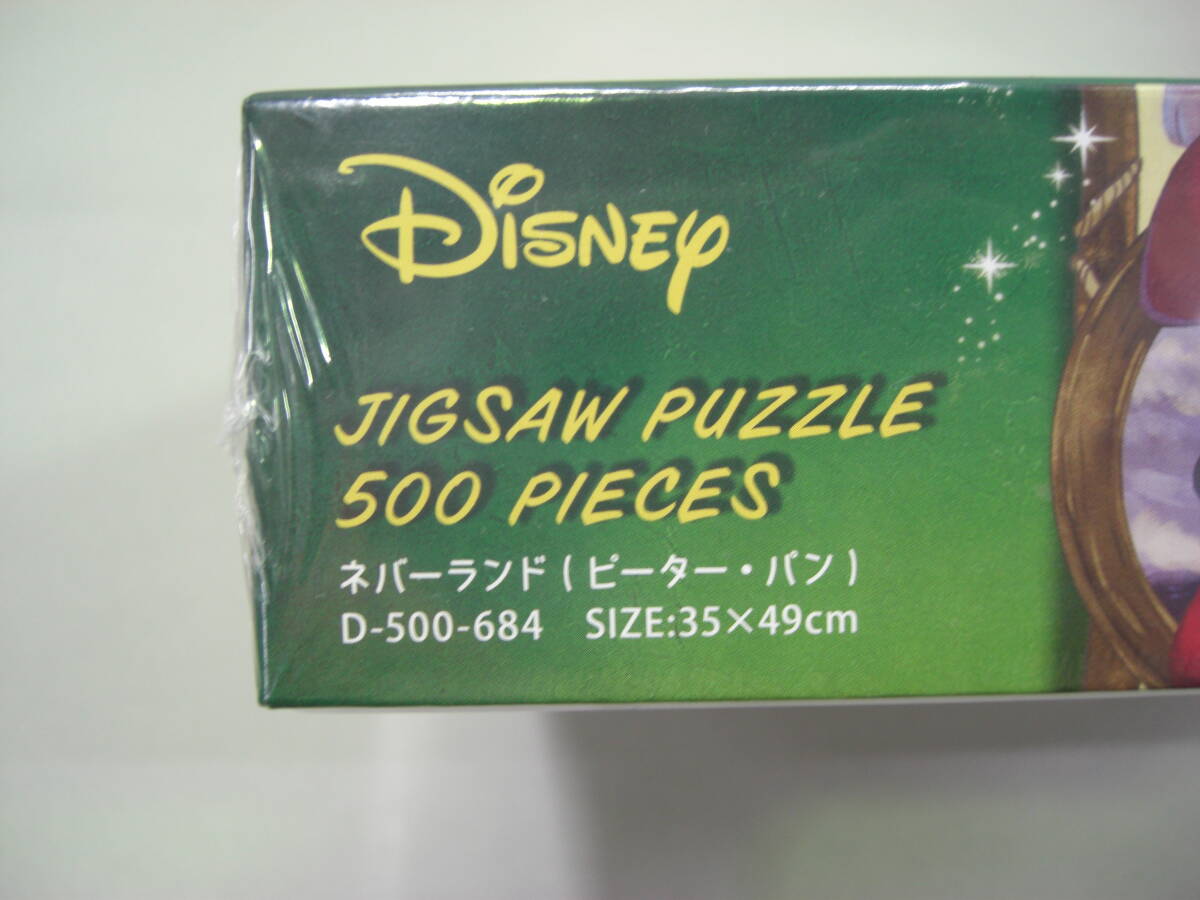 Disney
JIGSAW PUZZLE
500 PIECES
ネバーランド(ピーター・パン)
D-500-684 SIZE:35×49cm